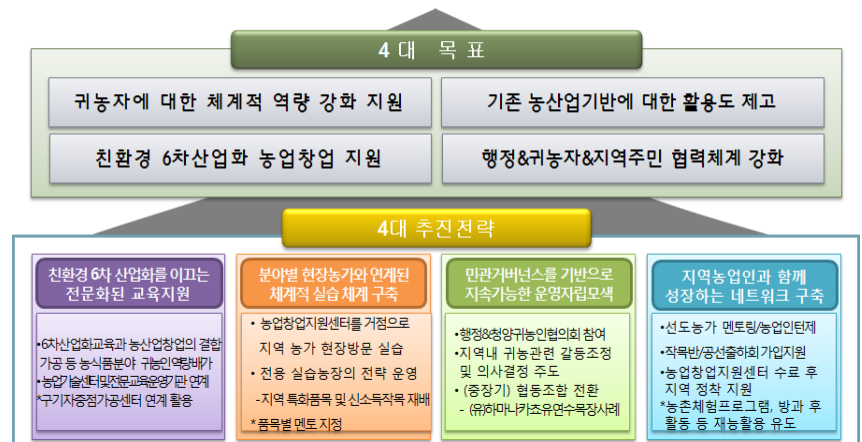 4대 목표
귀농자에 대한 체계적 역량 강화 지원
기존 농산업기반에 대한 활용도 제고
친환경 6차산업화 농업창업 지원
행정&귀농자&지역주민 협력체계 강화
4대 추진전략
친환경 6차 산업화를 이끄는
전문화된 교육지원
•6차산업화교육과 농산업창업의 결합
가공 등 농식품분야 귀농인역량배가
•농업기술센터및전문교육운영기관 연계
*구기자중점가공센터 연계 활용
분야별 현장농가와 연계된
체계적 실습 체계 구축
• 농업창업지원센터를 거점으로
지역 농가 현장방문 실습
• 전용 실습농장의 전략 운영
-지역 특화품목 및 신소득작목 재배
*품목별 멘토 지정
민관거버넌스를 기반으로
지속가능한 운영자립모색
•행정&청양귀농인협의회 참여
•지역내 귀농관련 갈등조정
및 의사결정 주도
• (중장기) 협동조합 전환
- (유)하마나카쵸유연수목장사례
지역농업인과 함께
성장하는 네트워크 구축
•선도농가 멘토링/농업인턴제
•작목반/공선출하회 가입지원
•농업창업지원센터 수료 후
지역 정착 지원
*농촌체험프로그램, 방과 후
활동 등 재능활용 유도